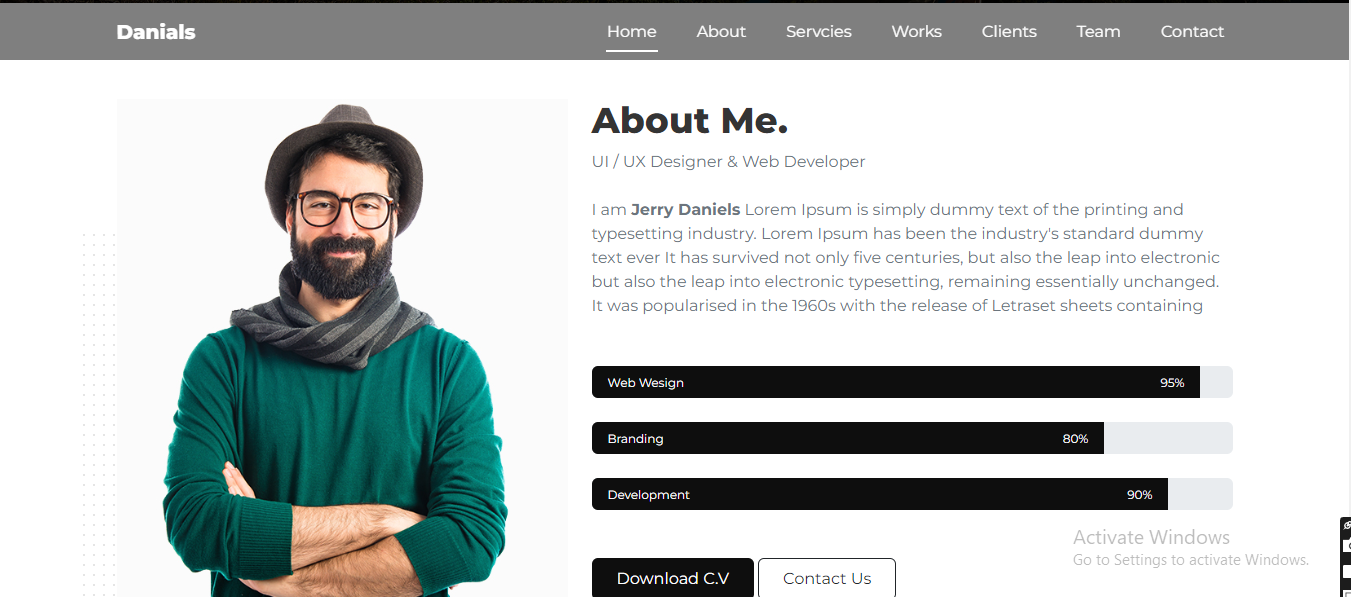 Danials
Home About Servcies Works Clients Team Contact
About Me.
UI / UX Designer & Web Developer
I am Jerry Daniels Lorem Ipsum is simply dummy text of the printing and
typesetting industry. Lorem Ipsum has been the industry's standard dummy
text ever It has survived not only five centuries, but also the leap into electronic
but also the leap into electronic typesetting, remaining essentially unchanged.
It was popularised in the 1960s with the release of Letraset sheets containing
Web Wesign 95%
Branding 80%
Development 90%
Activate Windows
Go to Settings to activate Windows.
Download C.V Contact Us